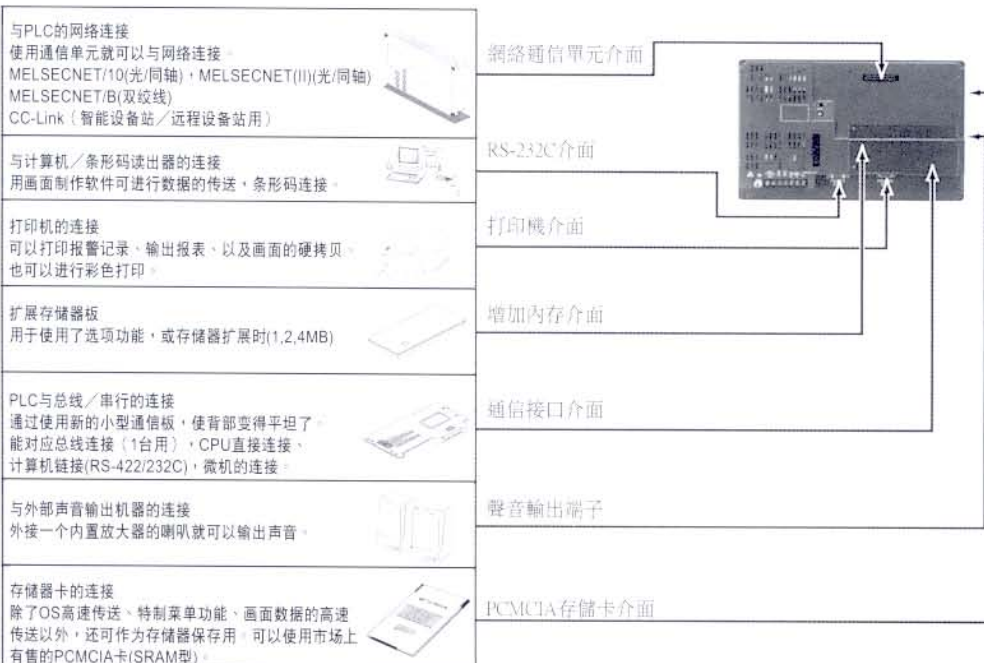 与PLC的网络连接
使用通信单元就可以与网络连接。
MELSECNET/10(光/同轴)，MELSECNET(II)(光/同轴)
MELSECNET/B(双绞线)
CC-Link（智能设备站／远程设备站用）
網絡通信單元介面
与计算机／条形码读出器的连接
用画面制作软件可进行数据的传送，条形码连接。
RS-232C介面
打印机的连接
可以打印报警记录、输出报表、以及画面的硬拷贝。
也可以进行彩色打印。
打印機介面
扩展存储器板
用于使用了选项功能，或存储器扩展时(1,2,4MB)
增加內存介面
PLC与总线／串行的连接
通过使用新的小型通信板，使背部变得平坦了。
能对应总线连接（1台用），CPU直接连接、
计算机链接(RS-422/232C)，微机的连接。
通信接口介面
与外部声音输出机器的连接
外接一个内置放大器的喇叭就可以输出声音。
聲音輸出端子
存储器卡的连接
除了OS高速传送、特制菜单功能、画面数据的高速
传送以外，还可作为存储器保存用。可以使用市场上
有售的PCMCIA卡(SRAM型)。
PCMCIA存儲卡介面